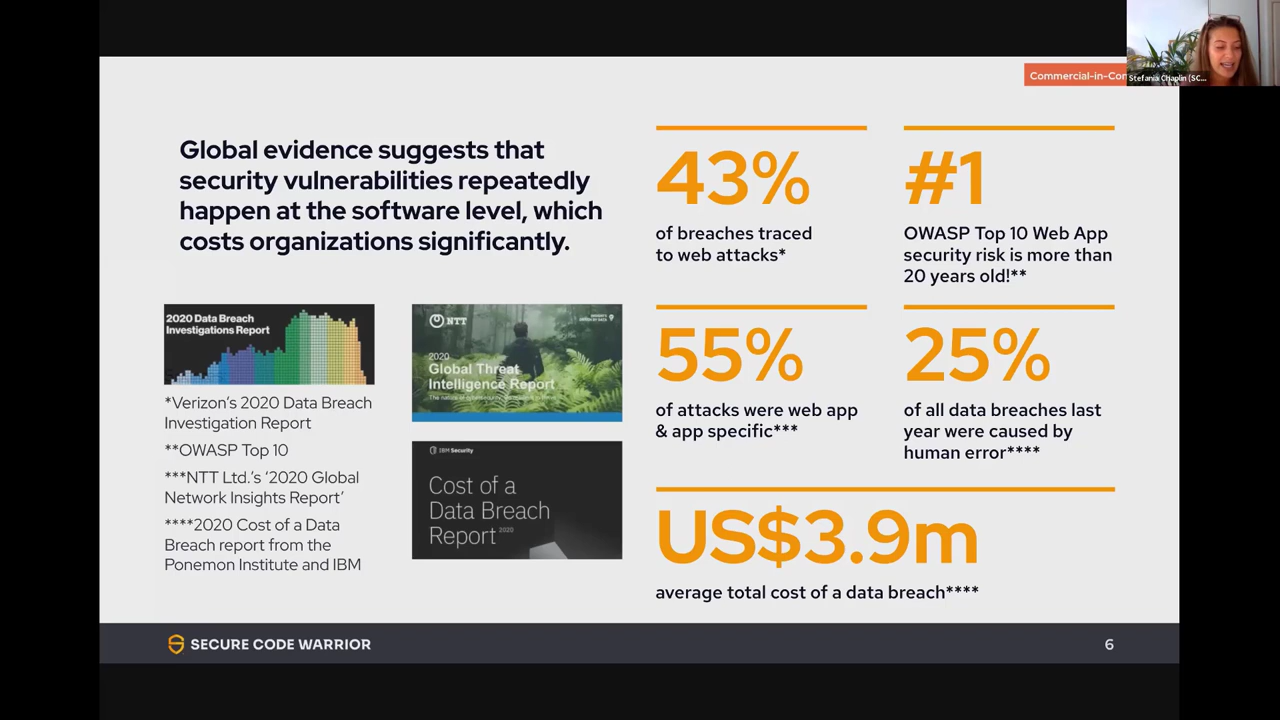 Commercial-in-Con
Stefania Chaplin (SC...
Global evidence suggests that
security vulnerabilities repeatedly
happen at the software level, which
costs organizations significantly.
2020 Data Breach
Investigations Report
*Verizon's 2020 Data Breach
Investigation Report
**OWASP Top 10
***NTT Ltd.'s ‘2020 Global
Network Insights Report’
****2020 Cost of a Data
Breach report from the
Ponemon Institute and IBM
NTT
2020
Global Threat
Intelligence Report
IBM Security
Cost of a
Data Breach
Report 2020
43%
of breaches traced
to web attacks*
#1
OWASP Top 10 Web App
security risk is more than
20 years old!**
55%
of attacks were web app
& app specific***
25%
of all data breaches last
year were caused by
human error****
US$3.9m
average total cost of a data breach****
SECURE CODE WARRIOR
6